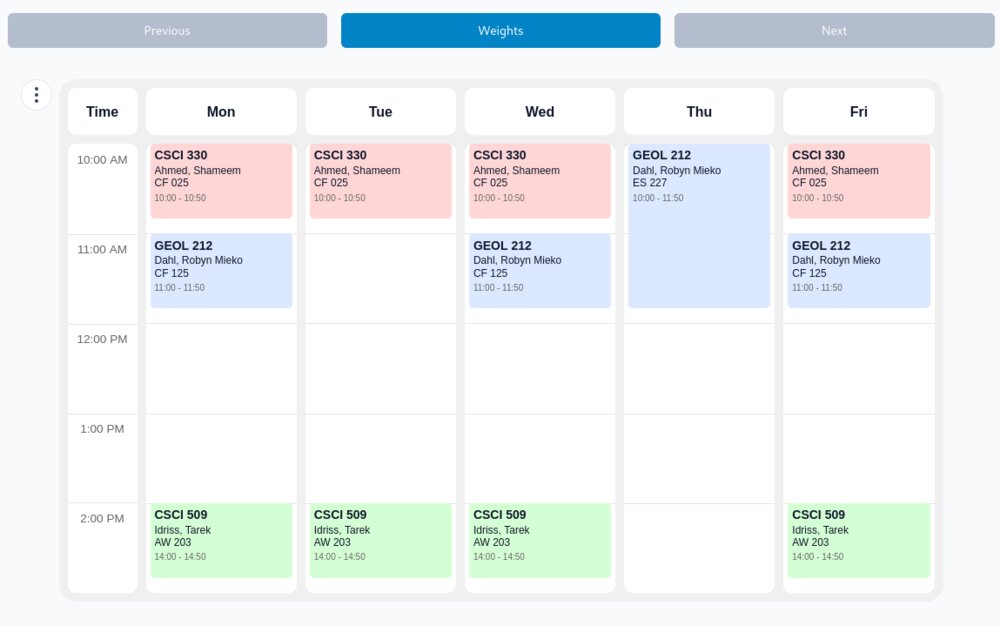 Previous
Weights
Next
Time
Mon
Tue
Wed
Thu
Fri
10:00 AM
CSCI 330
Ahmed, Shameem
CF 025
10:00 - 10:50
CSCI 330
Ahmed, Shameem
CF 025
10:00 - 10:50
CSCI 330
Ahmed, Shameem
CF 025
10:00 - 10:50
GEOL 212
Dahl, Robyn Mieko
ES 227
10:00 - 11:50
CSCI 330
Ahmed, Shameem
CF 025
10:00 - 10:50
11:00 AM
GEOL 212
Dahl, Robyn Mieko
CF 125
11:00 - 11:50
GEOL 212
Dahl, Robyn Mieko
CF 125
11:00 - 11:50
GEOL 212
Dahl, Robyn Mieko
CF 125
11:00 - 11:50
12:00 PM
1:00 PM
2:00 PM
CSCI 509
Idriss, Tarek
AW 203
14:00 - 14:50
CSCI 509
Idriss, Tarek
AW 203
14:00 - 14:50
CSCI 509
Idriss, Tarek
AW 203
14:00 - 14:50
CSCI 509
Idriss, Tarek
AW 203
14:00 - 14:50